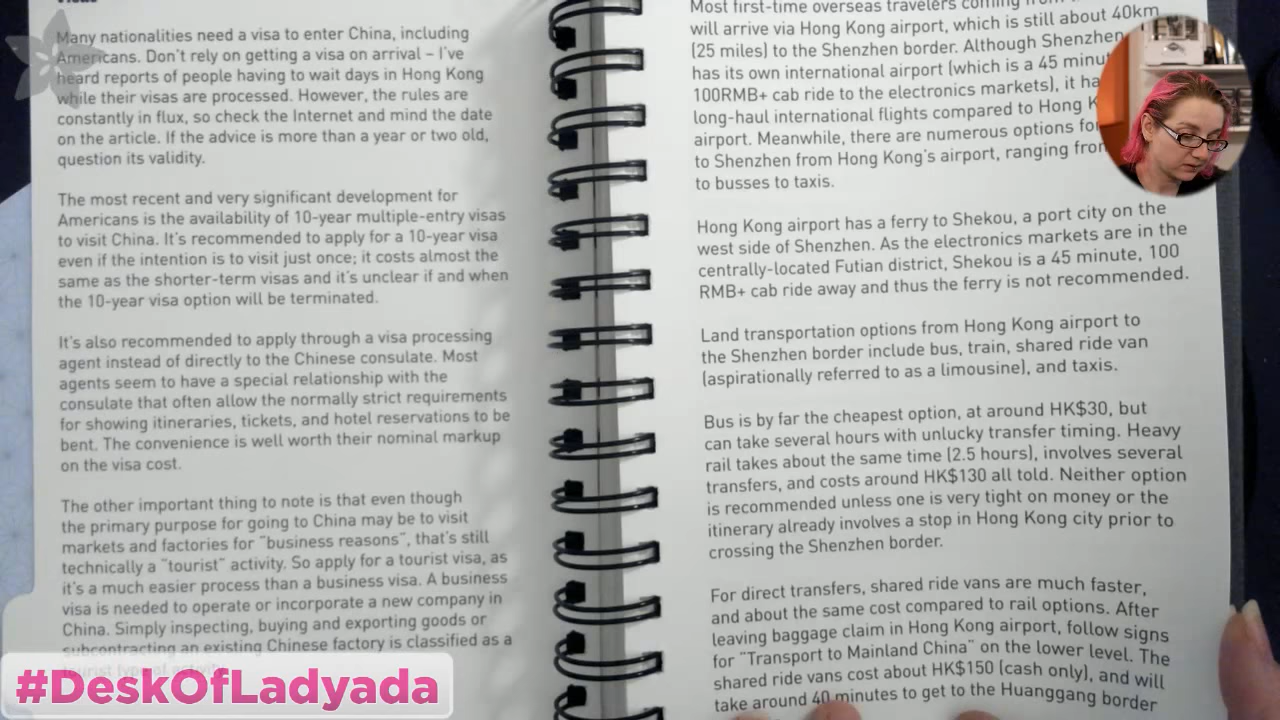 Visas
Many nationalities need a visa to enter China, including
Americans. Don't rely on getting a visa on arrival – I've
heard reports of people having to wait days in Hong Kong
while their visas are processed. However, the rules are
constantly in flux, so check the Internet and mind the date
on the article. If the advice is more than a year or two old,
question its validity.
The most recent and very significant development for
Americans is the availability of 10-year multiple-entry visas
to visit China. It's recommended to apply for a 10-year visa
even if the intention is to visit just once; it costs almost the
same as the shorter-term visas and it's unclear if and when
the 10-year visa option will be terminated.
It's also recommended to apply through a visa processing
agent instead of directly to the Chinese consulate. Most
agents seem to have a special relationship with the
consulate that often allow the normally strict requirements
for showing itineraries, tickets, and hotel reservations to be
bent. The convenience is well worth their nominal markup
on the visa cost.
The other important thing to note is that even though
the primary purpose for going to China may be to visit
markets and factories for "business reasons", that's still
technically a "tourist" activity. So apply for a tourist visa, as
it's a much easier process than a business visa. A business
visa is needed to operate or incorporate a new company in
China. Simply inspecting, buying and exporting goods or
subcontracting an existing Chinese factory is classified as a
tourist type of activity.
Most first-time overseas travelers coming
will arrive via Hong Kong airport, which is still about 40km
(25 miles) to the Shenzhen border. Although Shenzhen
has its own international airport (which is a 45
100RMB+ cab ride to the electronics markets), it
long-haul international flights compared to Hong
airport. Meanwhile, there are numerous options
to Shenzhen from Hong Kong's airport, ranging
to busses to taxis.
Hong Kong airport has a ferry to Shekou, a port city on the
west side of Shenzhen. As the electronics markets are in the
centrally-located Futian district, Shekou is a 45 minute, 100
RMB+ cab ride away and thus the ferry is not recommended.
Land transportation options from Hong Kong airport to
the Shenzhen border include bus, train, shared ride van
(aspirationally referred to as a limousine), and taxis.
Bus is by far the cheapest option, at around HK$30, but
can take several hours with unlucky transfer timing. Heavy
rail takes about the same time (2.5 hours), involves several
transfers, and costs around HK$130 all told. Neither option
is recommended unless one is very tight on money or the
itinerary already involves a stop in Hong Kong city prior to
crossing the Shenzhen border.
For direct transfers, shared ride vans are much faster,
and about the same cost compared to rail options. After
leaving baggage claim in Hong Kong airport, follow signs
for "Transport to Mainland China" on the lower level. The
shared ride vans cost about HK$150 (cash only), and will
take around 40 minutes to get to the Huanggang border
#DeskOfLadyada